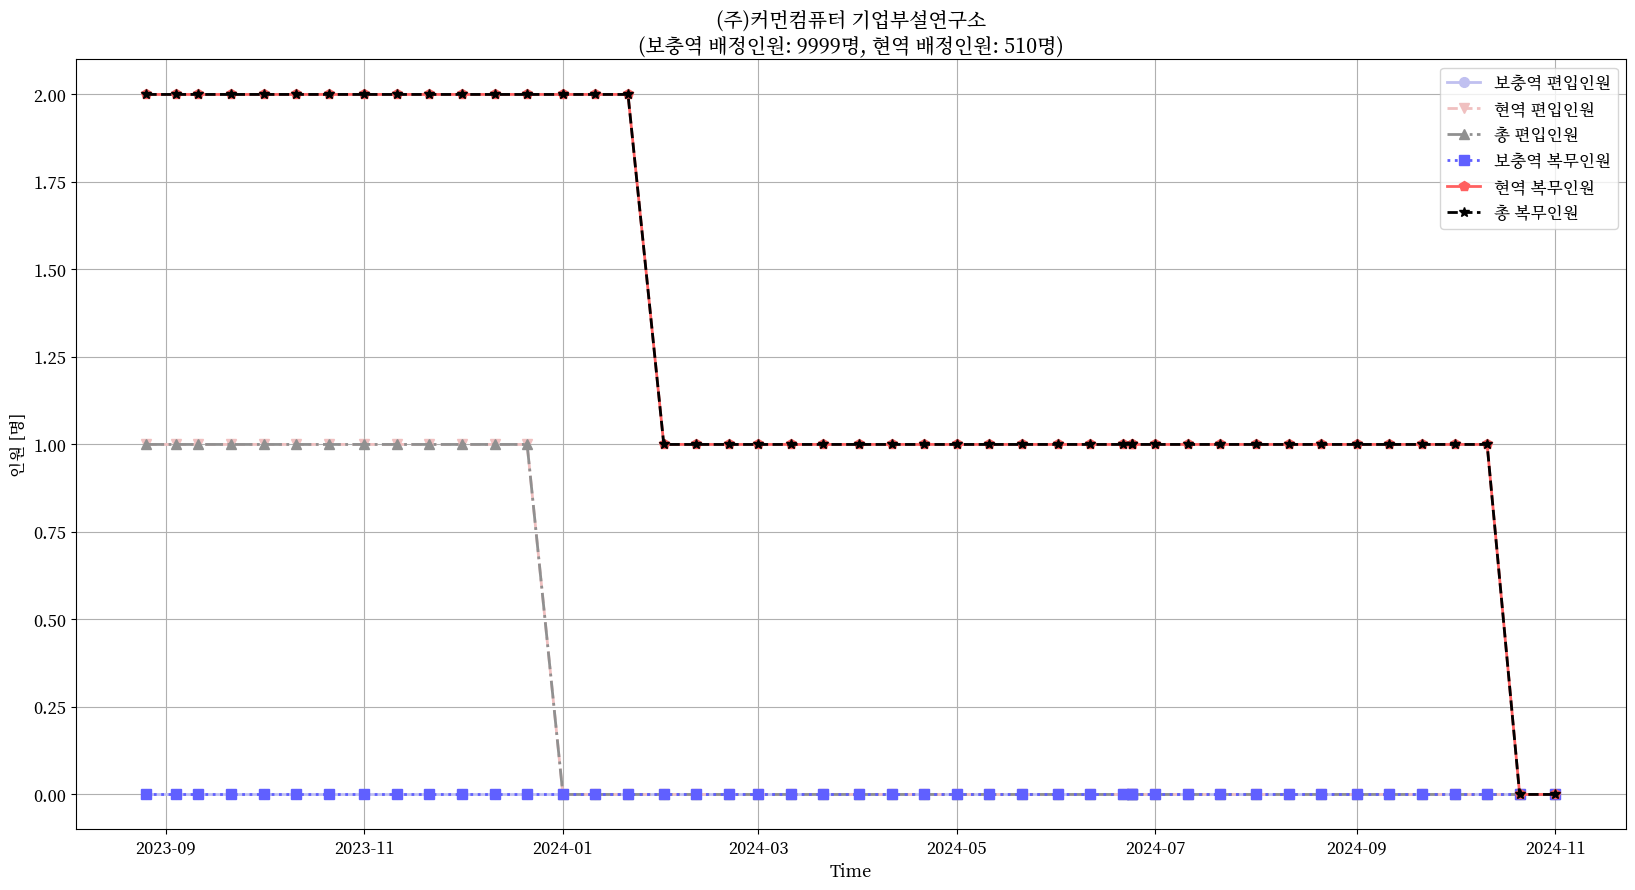 (주)커먼컴퓨터 기업부설연구소
(보충역 배정인원: 9999명, 현역 배정인원: 510명)
보충역 편입인원
현역 편입인원
총 편입인원
보충역 복무인원
현역 복무인원
총 복무인원
인원 [명]
2.00
1.75
1.50
1.25
1.00
0.75
0.50
0.25
0.00
2023-09 2023-11 2024-01 2024-03 2024-05 2024-07 2024-09 2024-11
Time